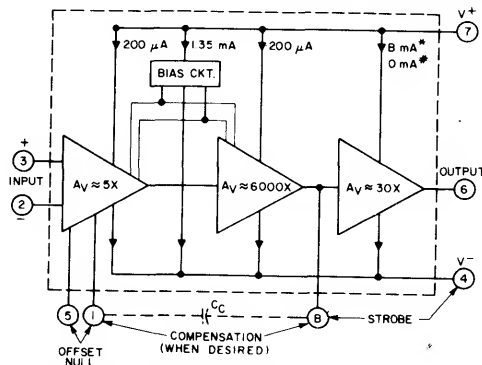 V+
7
200 μA
1.35 mA
200 μA
8 mA*
0 mA#
BIAS CKT.
+
3
INPUT
2
−
AV ≈ 5X
AV ≈ 6000X
AV ≈ 30X
OUTPUT
6
V−
4
CC
5
1
8
STROBE
COMPENSATION
(WHEN DESIRED)
OFFSET
NULL